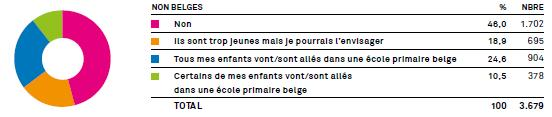 NON BELGES % NBRE
Non 46,0 1.702
Ils sont trop jeunes mais je pourrais l'envisager 18,9 695
Tous mes enfants vont/sont allés dans une école primaire belge 24,6 904
Certains de mes enfants vont/sont allés 10,5 378
dans une école primaire belge
TOTAL 100 3.679